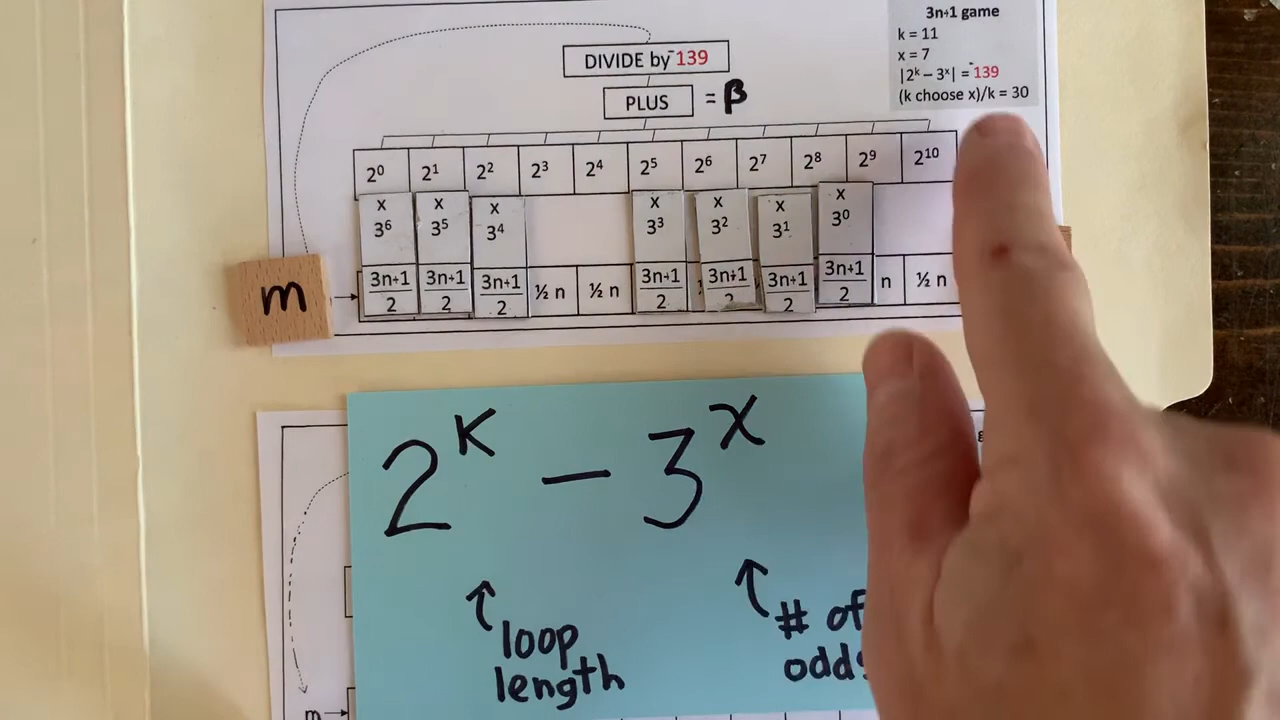 3n+1 game
k = 11
x = 7
|2ᵏ – 3ˣ| = ⁻139
(k choose x)/k = 30
DIVIDE by ⁻139
PLUS = β
2⁰ 2¹ 2² 2³ 2⁴ 2⁵ 2⁶ 2⁷ 2⁸ 2⁹ 2¹⁰
x x x x x x x
3⁶ 3⁵ 3⁴ 3³ 3² 3¹ 3⁰
m 3n+1 3n+1 3n+1 ½ n ½ n 3n+1 3n+1 3n+1 3n+1 n ½ n
2 2 2 2 2 2 2
2ᴷ – 3ˣ
loop
length
# of
odds
m